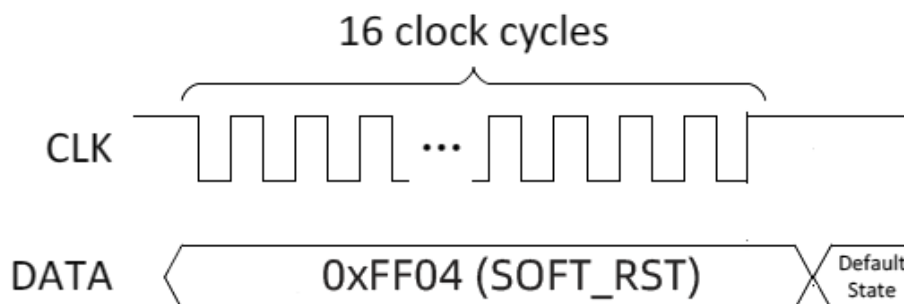 16 clock cycles
CLK
...
DATA
0xFF04 (SOFT_RST)
Default
State